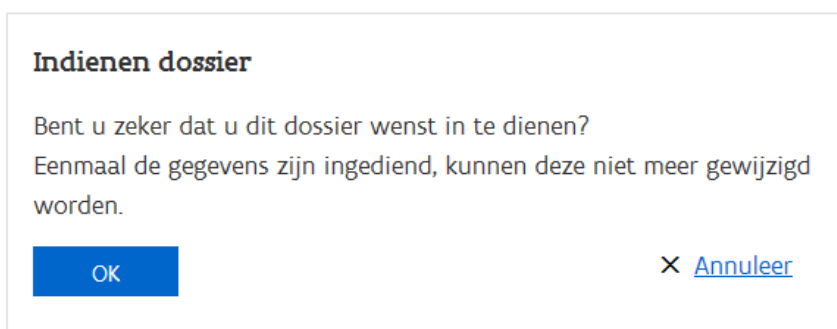 Indienen dossier
Bent u zeker dat u dit dossier wenst in te dienen?
Eenmaal de gegevens zijn ingediend, kunnen deze niet meer gewijzigd
worden.
OK
× Annuleer